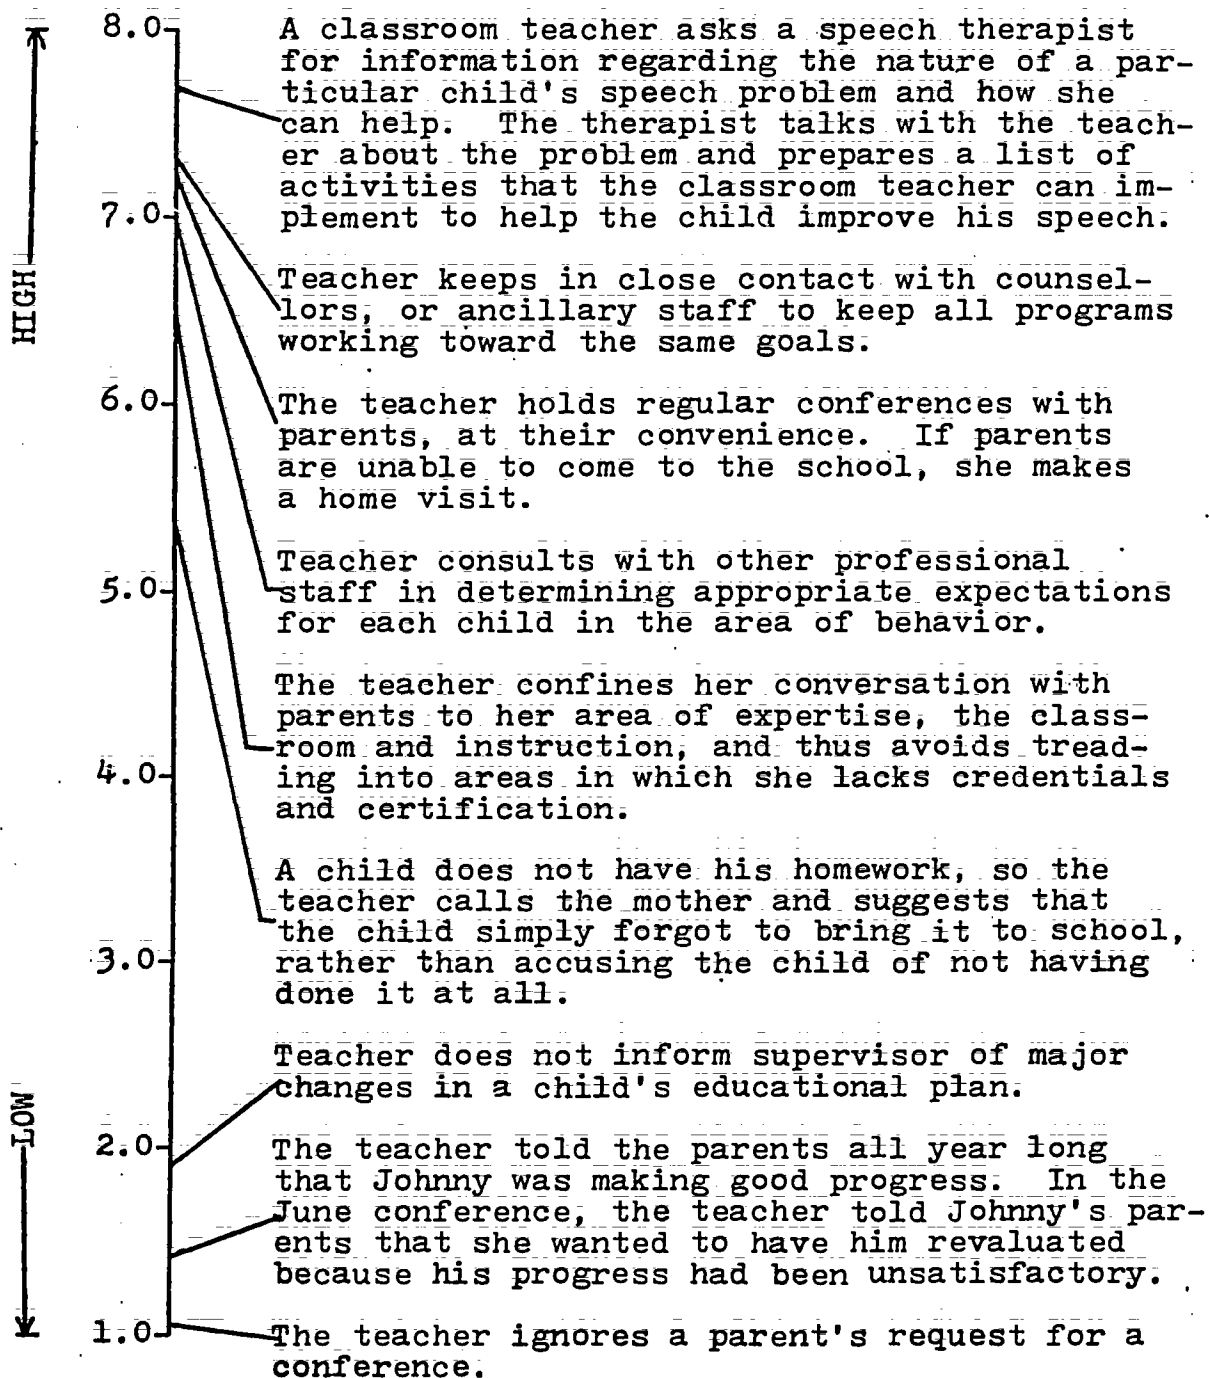 8.0
A classroom teacher asks a speech therapist
for information regarding the nature of a par-
ticular child's speech problem and how she
can help. The therapist talks with the teach-
er about the problem and prepares a list of
activities that the classroom teacher can im-
plement to help the child improve his speech.
7.0
HIGH
Teacher keeps in close contact with counsel-
lors, or ancillary staff to keep all programs
working toward the same goals.
6.0
The teacher holds regular conferences with
parents, at their convenience. If parents
are unable to come to the school, she makes
a home visit.
5.0
Teacher consults with other professional
staff in determining appropriate expectations
for each child in the area of behavior.
The teacher confines her conversation with
parents to her area of expertise, the class-
room and instruction, and thus avoids tread-
ing into areas in which she lacks credentials
and certification.
4.0
A child does not have his homework, so the
teacher calls the mother and suggests that
the child simply forgot to bring it to school,
rather than accusing the child of not having
done it at all.
3.0
Teacher does not inform supervisor of major
changes in a child's educational plan.
LOW
2.0
The teacher told the parents all year long
that Johnny was making good progress. In the
June conference, the teacher told Johnny's par-
ents that she wanted to have him revaluated
because his progress had been unsatisfactory.
1.0
The teacher ignores a parent's request for a
conference.